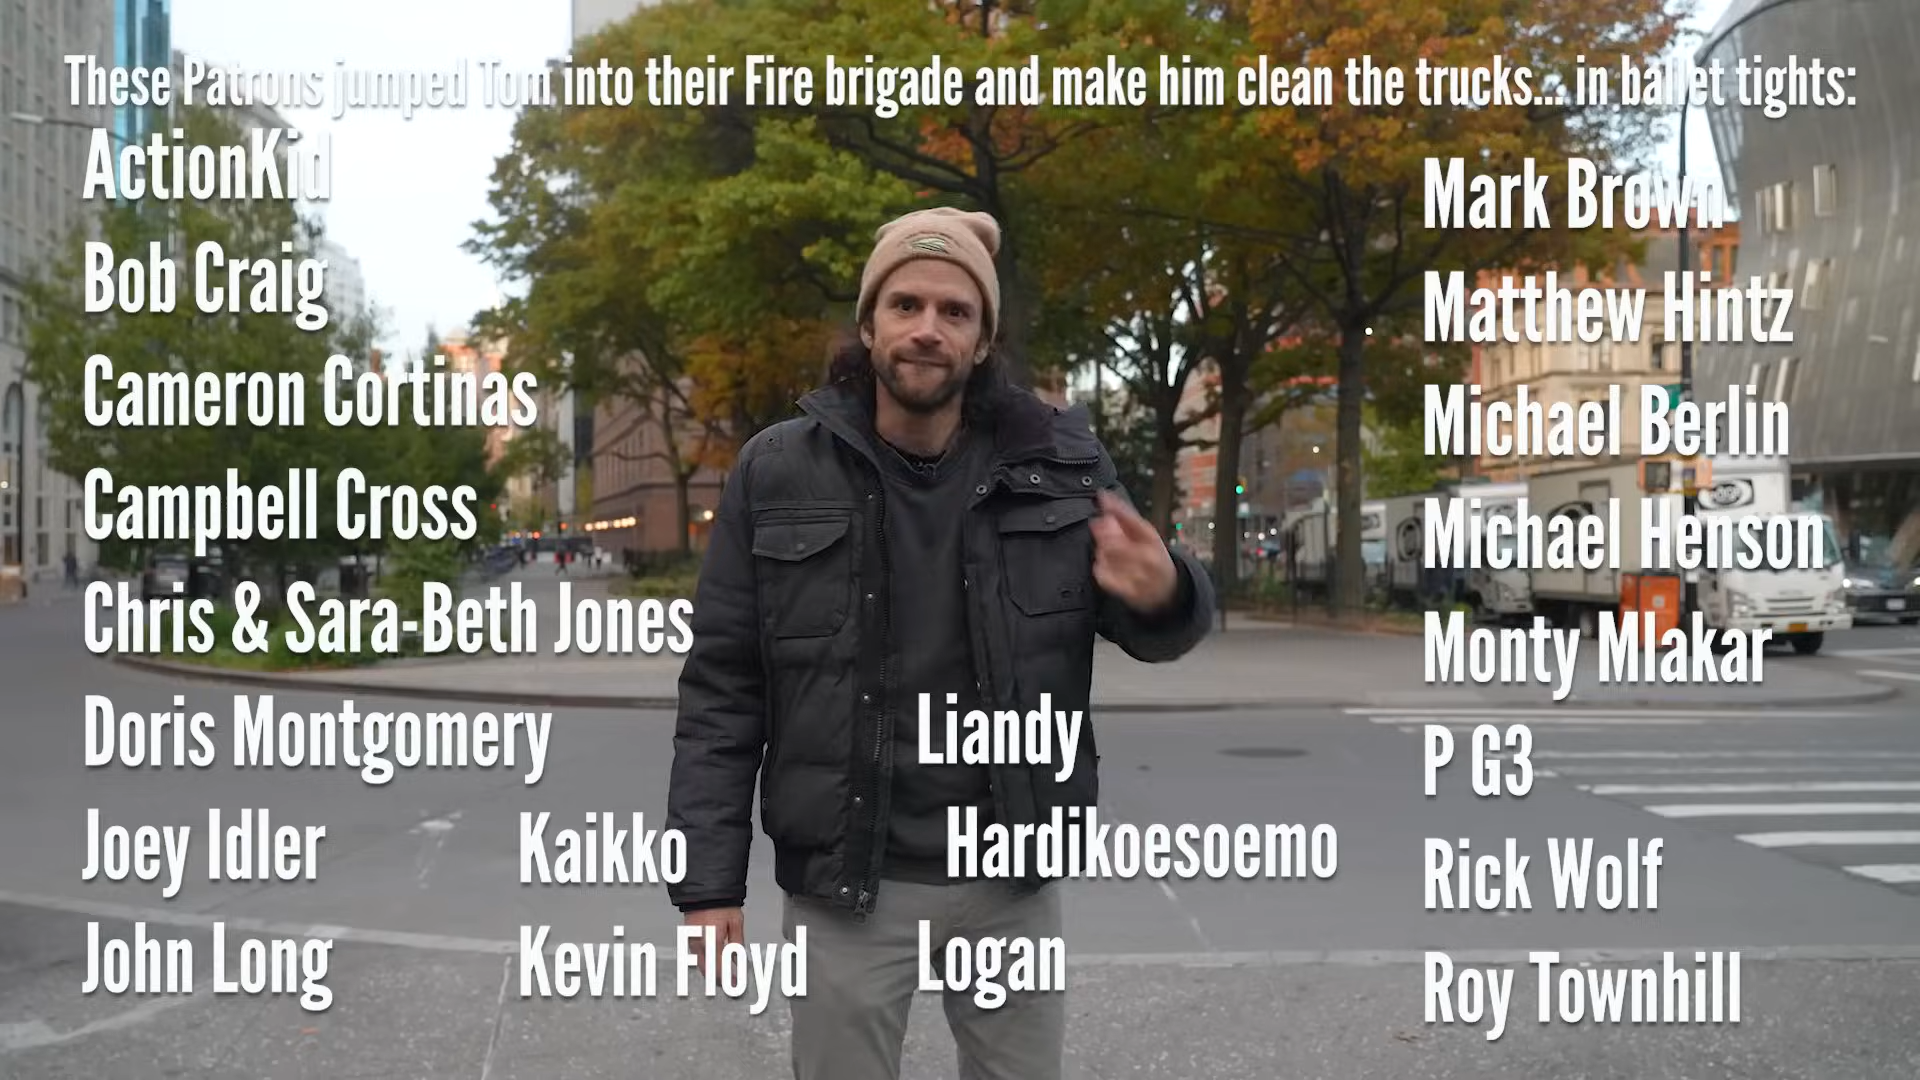 These Patrons jumped Tom into their Fire brigade and make him clean the trucks... in ballet tights:
ActionKid
Bob Craig
Cameron Cortinas
Campbell Cross
Chris & Sara-Beth Jones
Doris Montgomery
Joey Idler
John Long
Kaikko
Kevin Floyd
Liandy
Hardikoesoemo
Logan
Mark Brown
Matthew Hintz
Michael Berlin
Michael Henson
Monty Mlakar
P G3
Rick Wolf
Roy Townhill